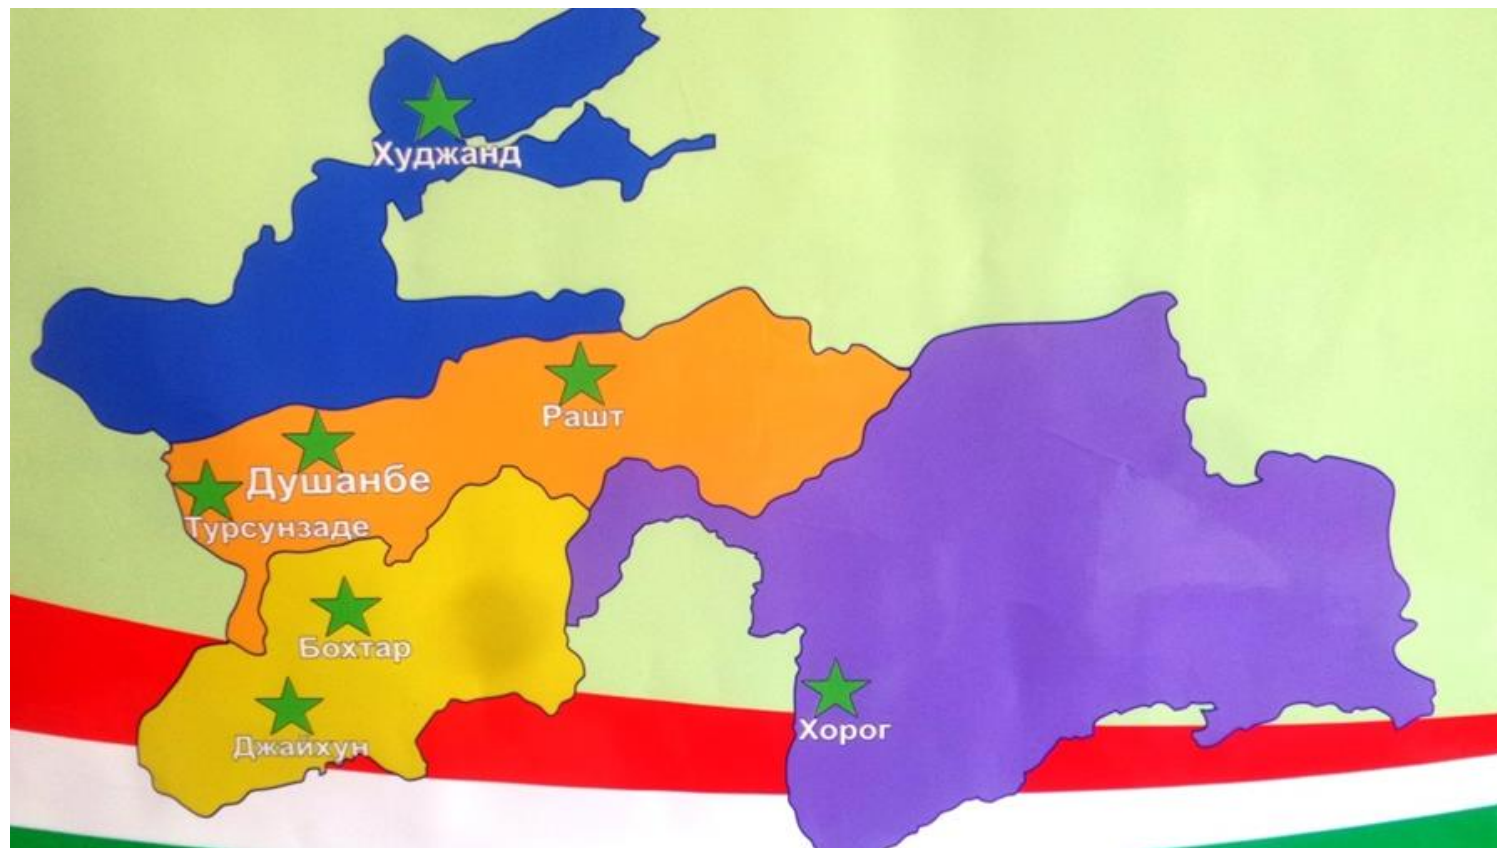 Худжанд
Рашт
Душанбе
Турсунзаде
Бохтар
Хорог
Джайхун